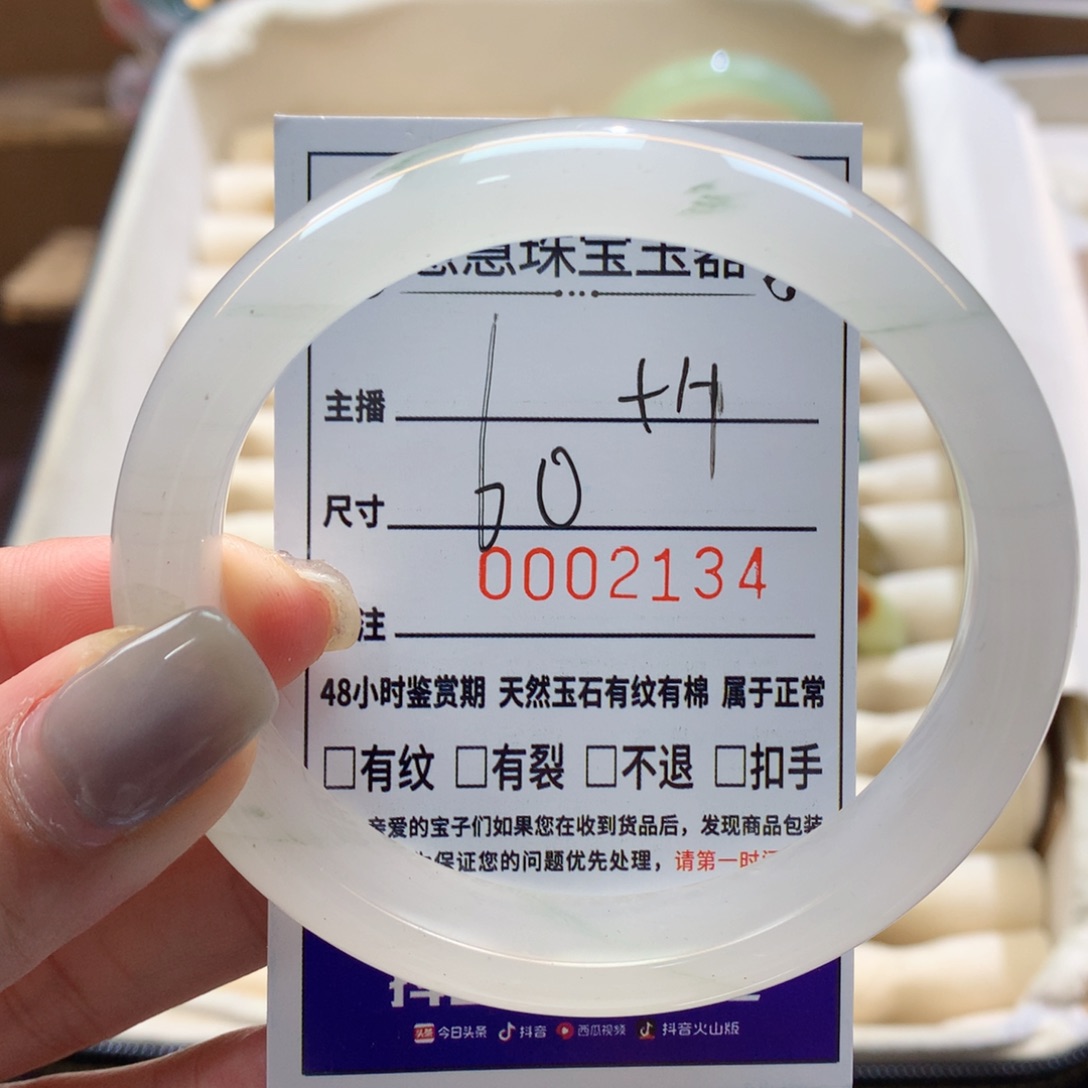 珠宝玉器
主播
尺寸 60
0002134
注
48小时鉴赏期 天然玉石有纹有棉 属于正常
□有纹 □有裂 □不退 □扣手
亲爱的宝子们如果您在收到货品后，发现商品包装
保证您的问题优先处理，请第一时
今日头条 抖音 西瓜视频 抖音火山版